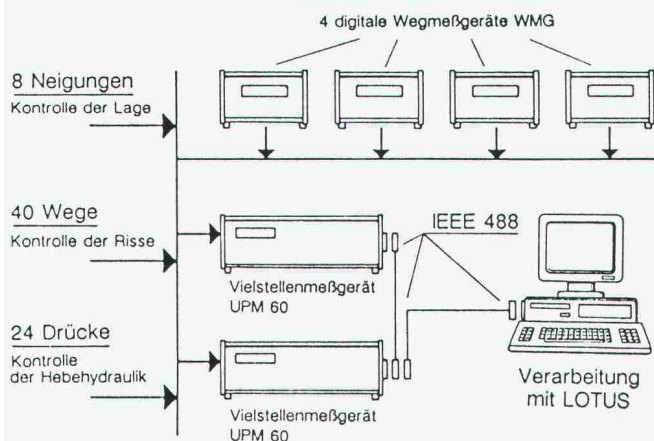 4 digitale Wegmeßgeräte WMG
8 Neigungen
Kontrolle der Lage
40 Wege
Kontrolle der Risse
IEEE 488
Vielstellenmeßgerät
UPM 60
24 Drücke
Kontrolle
der Hebehydraulik
Vielstellenmeßgerät
UPM 60
Verarbeitung
mit LOTUS